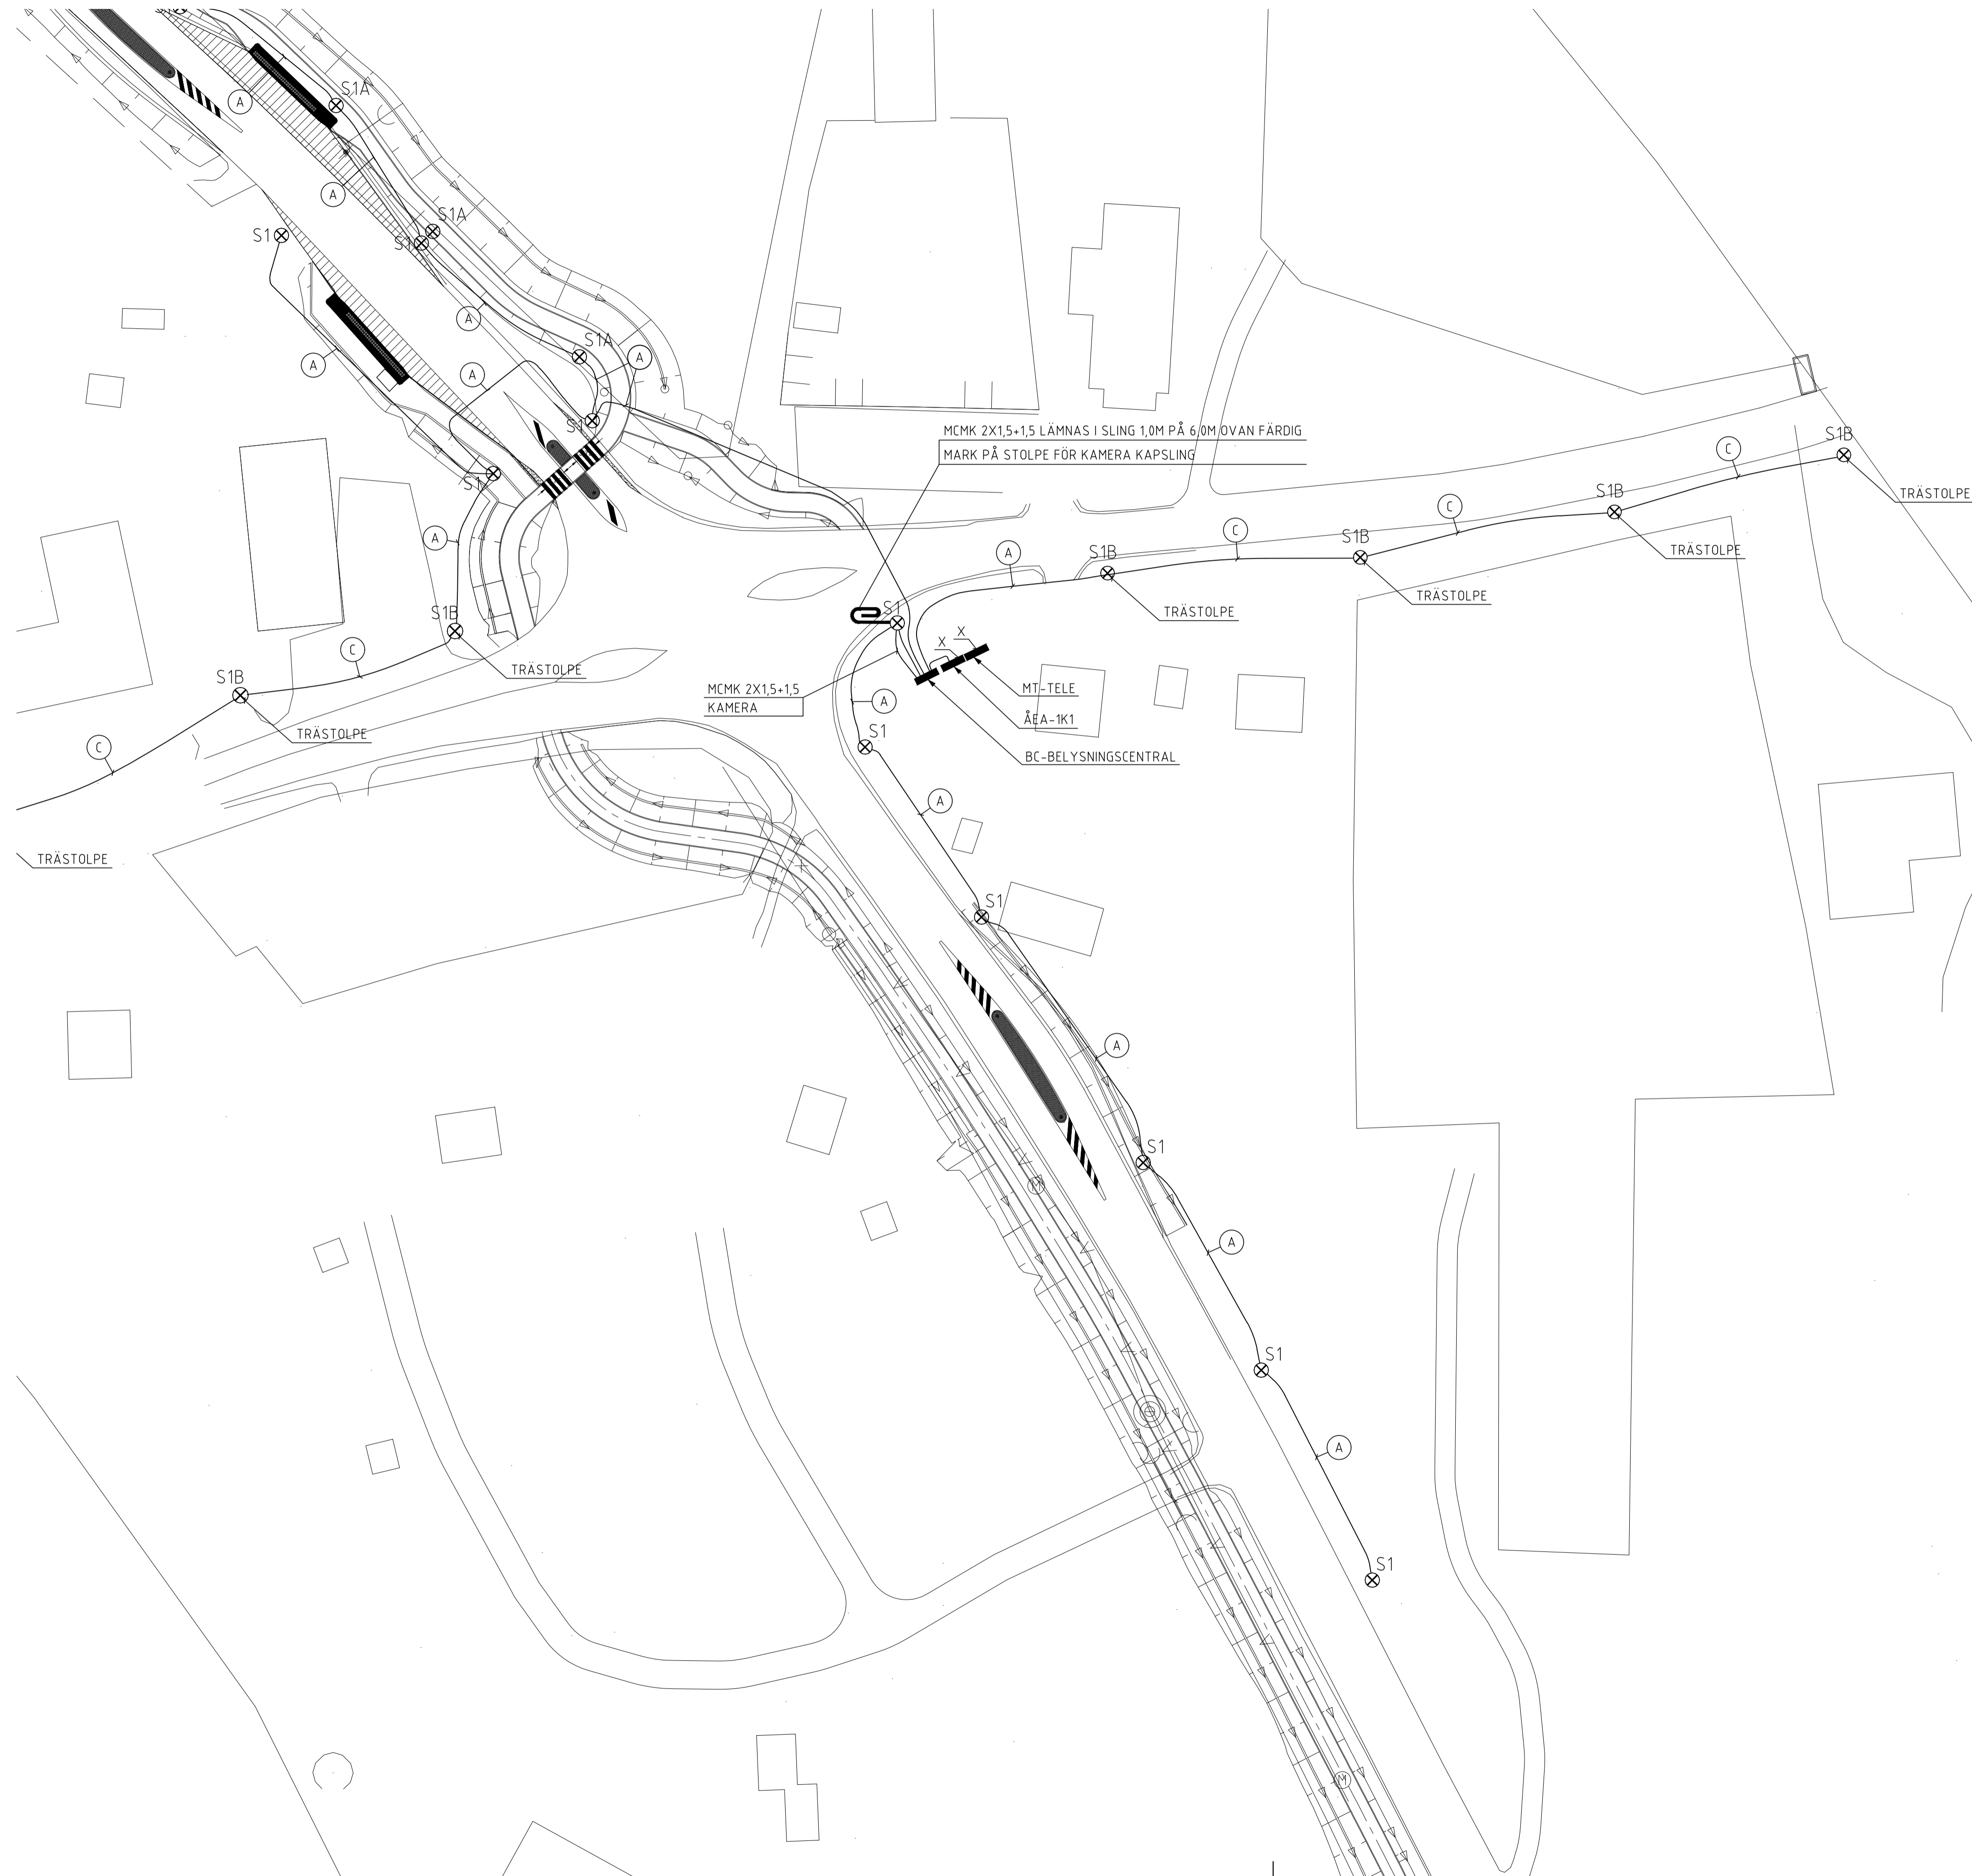 S1A
A
A
S1A
S1
S1
A
A
S1A
A
A
S1
MCMK 2X1,5+1,5 LÄMNAS I SLING 1,0M PÅ 6,0M OVAN FÄRDIG
MARK PÅ STOLPE FÖR KAMERA KAPSLING
S1B
C
TRÄSTOLPE
S1
S1B
C
TRÄSTOLPE
A
S1B
C
TRÄSTOLPE
A
S1B
TRÄSTOLPE
S1
S1B
X
X
C
TRÄSTOLPE
S1B
MCMK 2X1,5+1,5
KAMERA
MT-TELE
A
ÅEA-1K1
TRÄSTOLPE
C
S1
BC-BELYSNINGSCENTRAL
A
TRÄSTOLPE
S1
A
S1
M
A
S1
A
S1
M